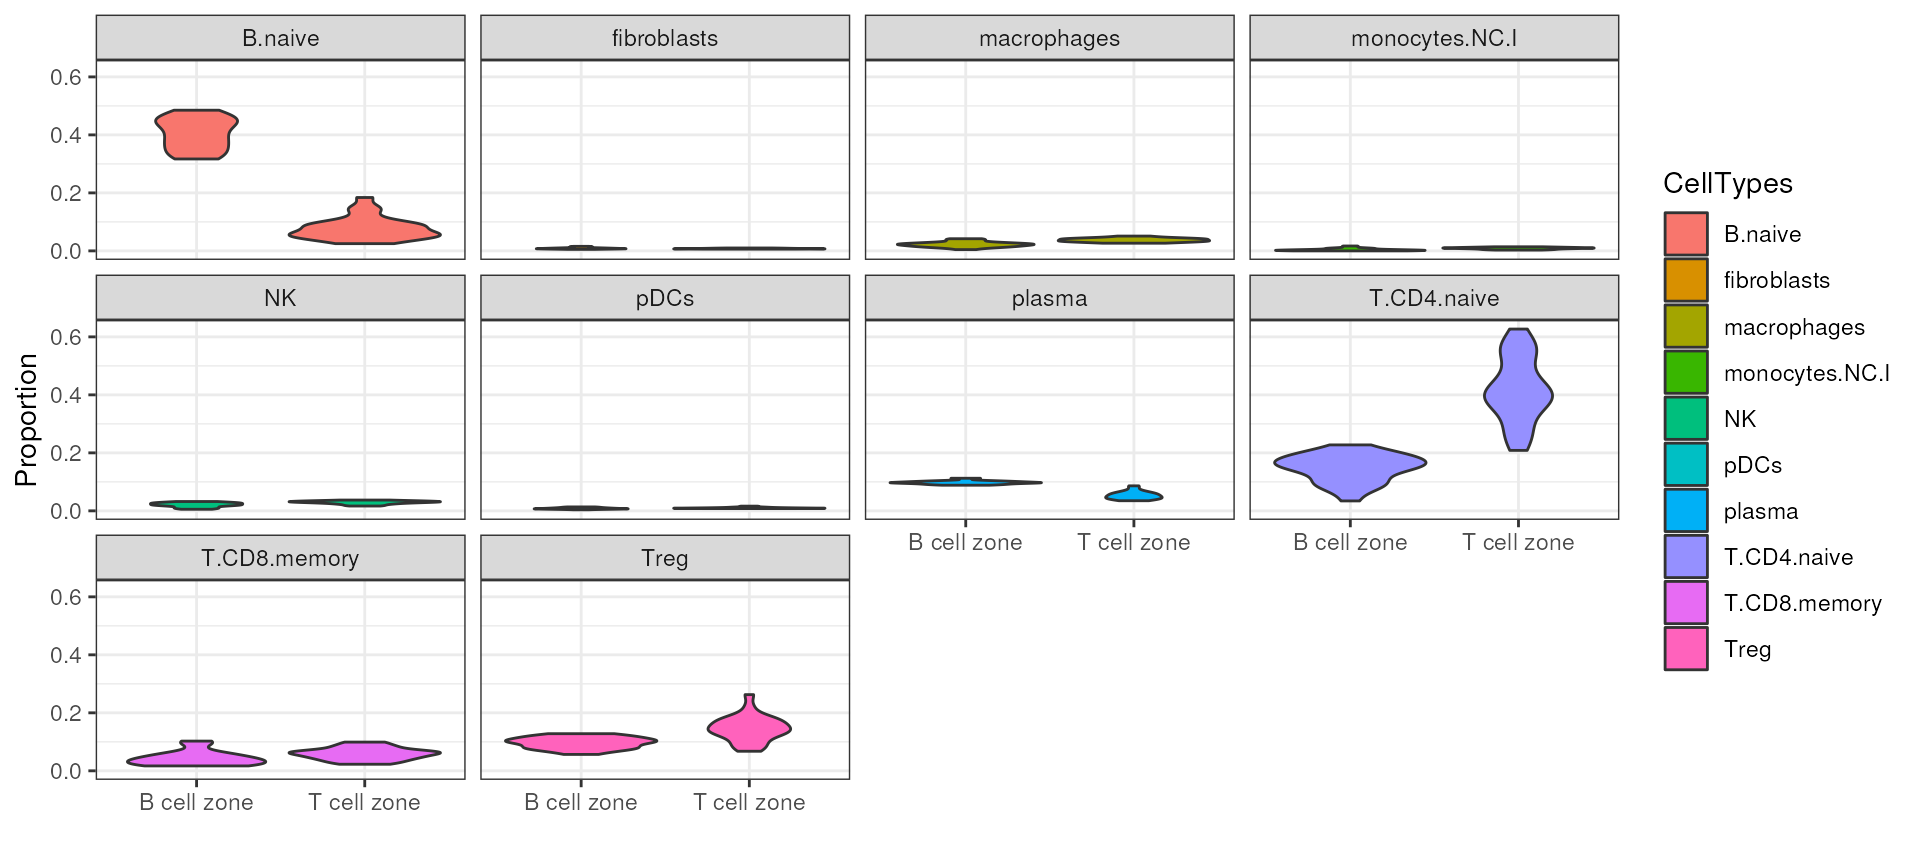 B.naive fibroblasts macrophages monocytes.NC.I
0.6
0.4
0.2
0.0
NK pDCs plasma T.CD4.naive
0.6
0.4
0.2
0.0
B cell zone T cell zone B cell zone T cell zone
T.CD8.memory Treg
0.6
0.4
0.2
0.0
B cell zone T cell zone B cell zone T cell zone
Proportion
CellTypes
B.naive
fibroblasts
macrophages
monocytes.NC.I
NK
pDCs
plasma
T.CD4.naive
T.CD8.memory
Treg